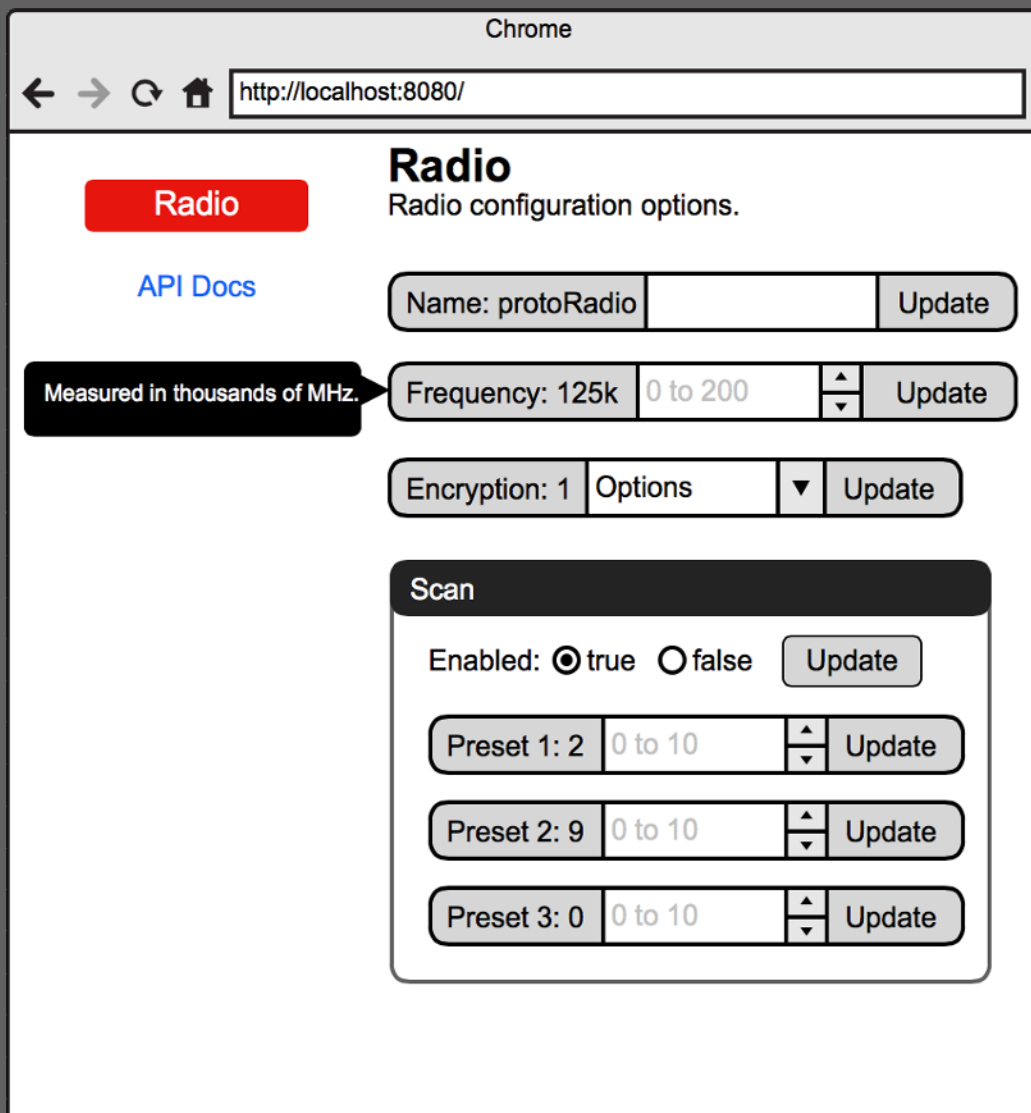 Chrome
http://localhost:8080/
Radio
API Docs
Radio
Radio configuration options.
Name: protoRadio Update
Measured in thousands of MHz.
Frequency: 125k 0 to 200 Update
Encryption: 1 Options Update
Scan
Enabled: true false Update
Preset 1: 2 0 to 10 Update
Preset 2: 9 0 to 10 Update
Preset 3: 0 0 to 10 Update